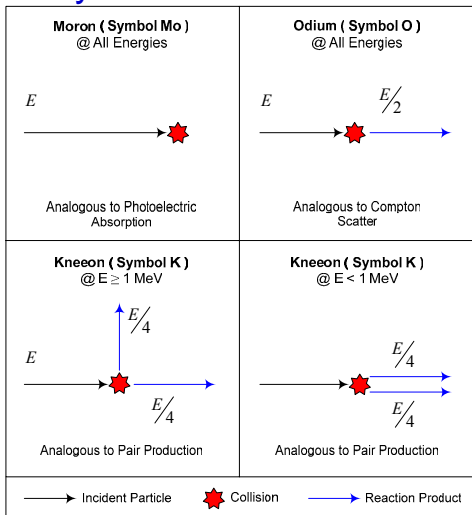 Moron ( Symbol Mo )
@ All Energies
E
Analogous to Photoelectric
Absorption
Odium ( Symbol O )
@ All Energies
E
E/2
Analogous to Compton
Scatter
Kneeon ( Symbol K )
@ E ≥ 1 MeV
E/4
E
E/4
Analogous to Pair Production
Kneeon ( Symbol K )
@ E < 1 MeV
E/4
E/4
Analogous to Pair Production
Incident Particle
Collision
Reaction Product